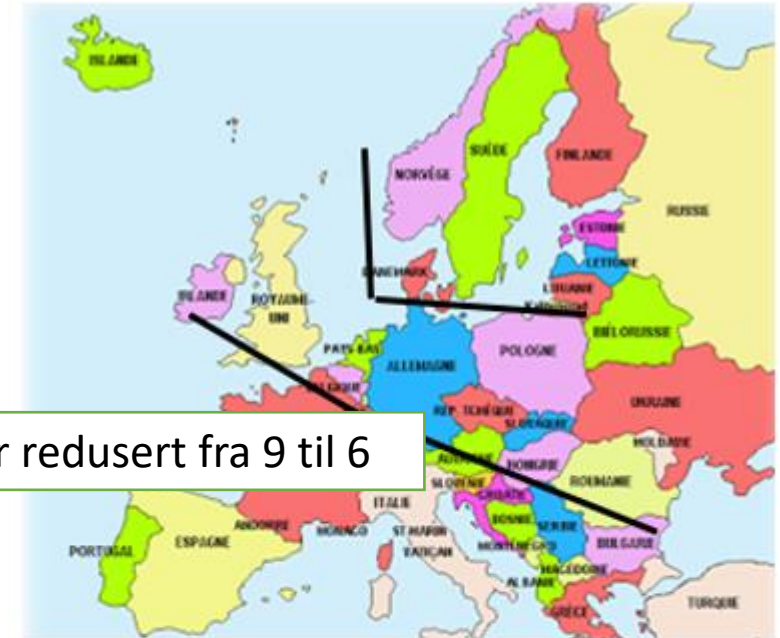 ISLANDE
NORVÈGE
SUÈDE
FINLANDE
RUSSIE
ESTONIE
LETTONIE
DANEMARK
LITUANIE
Kaliningrad
IRLANDE
ROYAUME-
UNI
BIÉLORUSSIE
PAYS-BAS
POLOGNE
ALLEMAGNE
BELGIQUE
UKRAINE
RÉP. TCHÈQUE
SLOVAQUIE
MOLDAVIE
r redusert fra 9 til 6
HONGRIE
ROUMANIE
SLOVÉNIE
CROATIE
ITALIE
BOSNIE
SERBIE
ANDORRE
MONACO
ST MARIN
VATICAN
PORTUGAL
ESPAGNE
MONTÉNÉGRO
BULGARIE
MACÉDOINE
ALBANIE
GRÈCE
TURQUIE